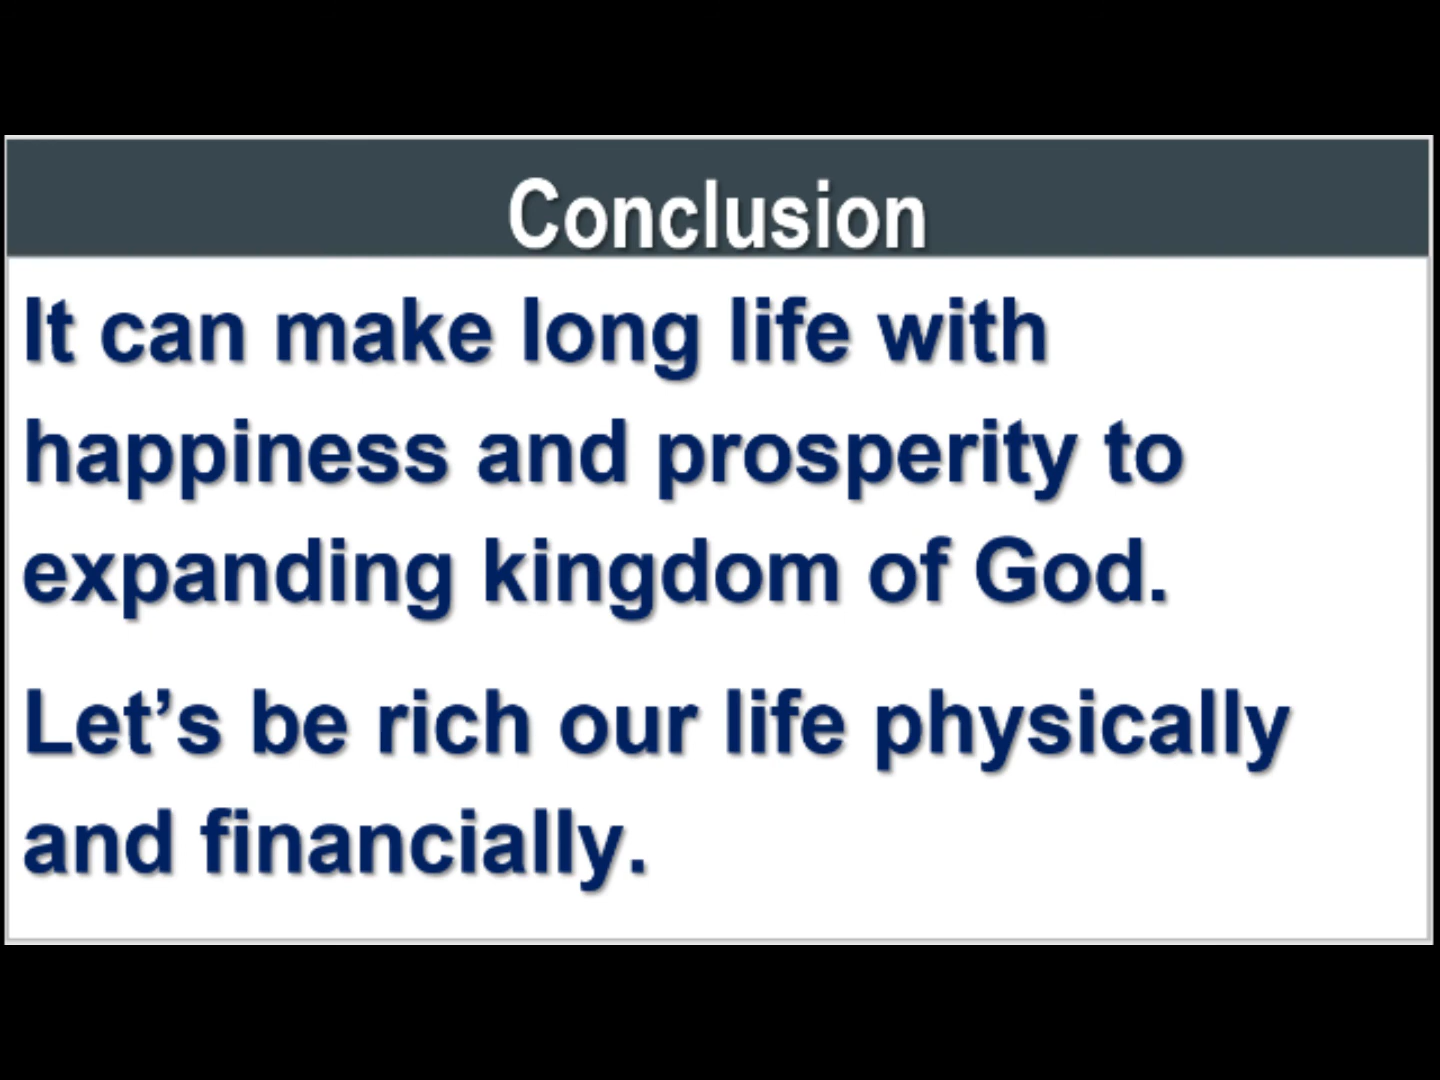 Conclusion
It can make long life with
happiness and prosperity to
expanding kingdom of God.
Let’s be rich our life physically
and financially.